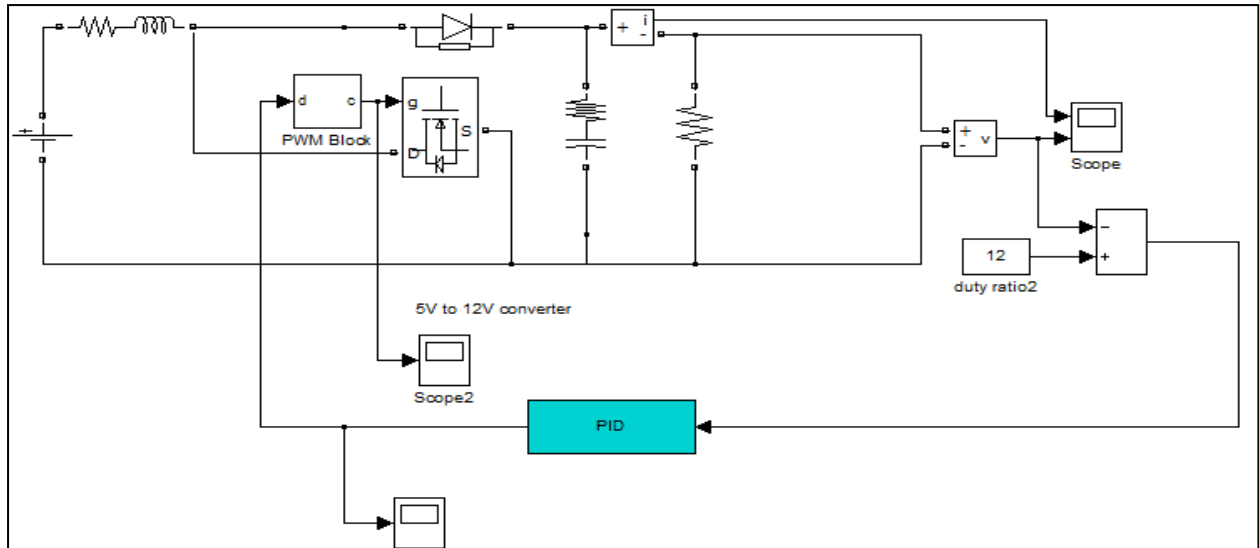 +
+
i
-
d
c
PWM Block
g
D
S
+
-
v
Scope
-
+
12
duty ratio2
5V to 12V converter
Scope2
PID